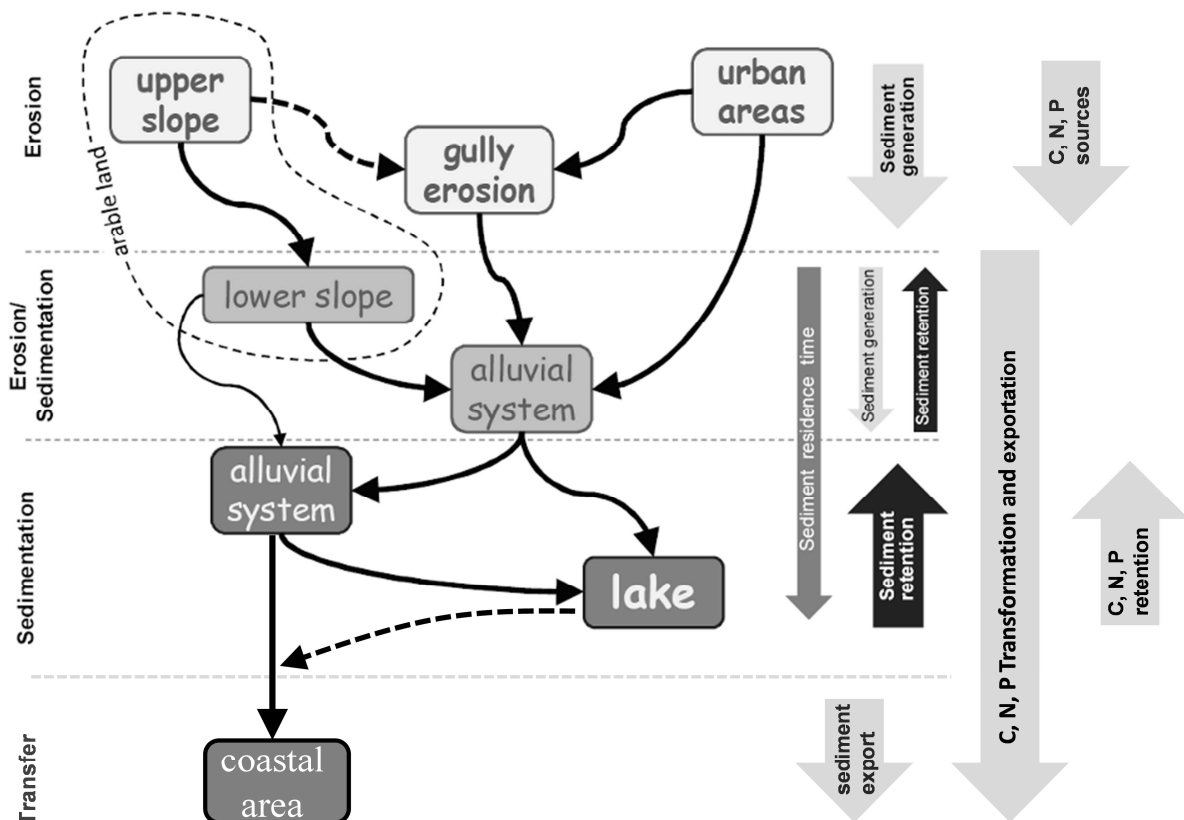 Erosion
upper
slope
urban
areas
gully
erosion
arable land
Sediment
generation
C, N, P
sources
Erosion/
Sedimentation
lower slope
alluvial
system
Sediment residence time
Sediment generation
Sediment retention
C, N, P Transformation and exportation
Sedimentation
alluvial
system
lake
Sediment
retention
C, N, P
retention
Transfer
coastal
area
sediment
export